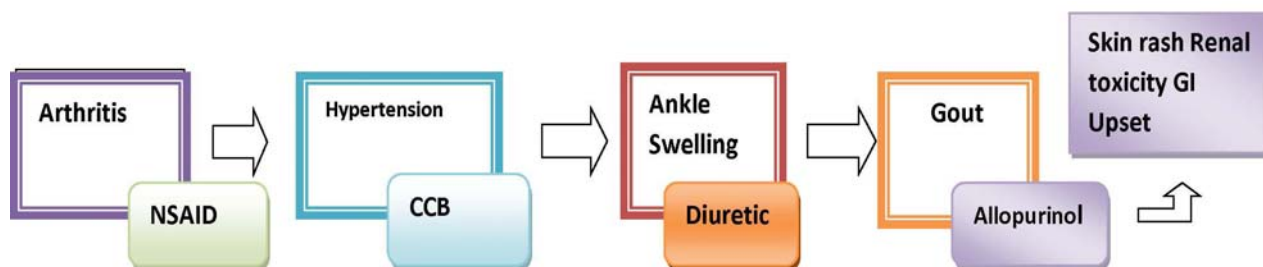 Arthritis
NSAID
Hypertension
CCB
Ankle
Swelling
Diuretic
Gout
Allopurinol
Skin rash Renal
toxicity GI
Upset